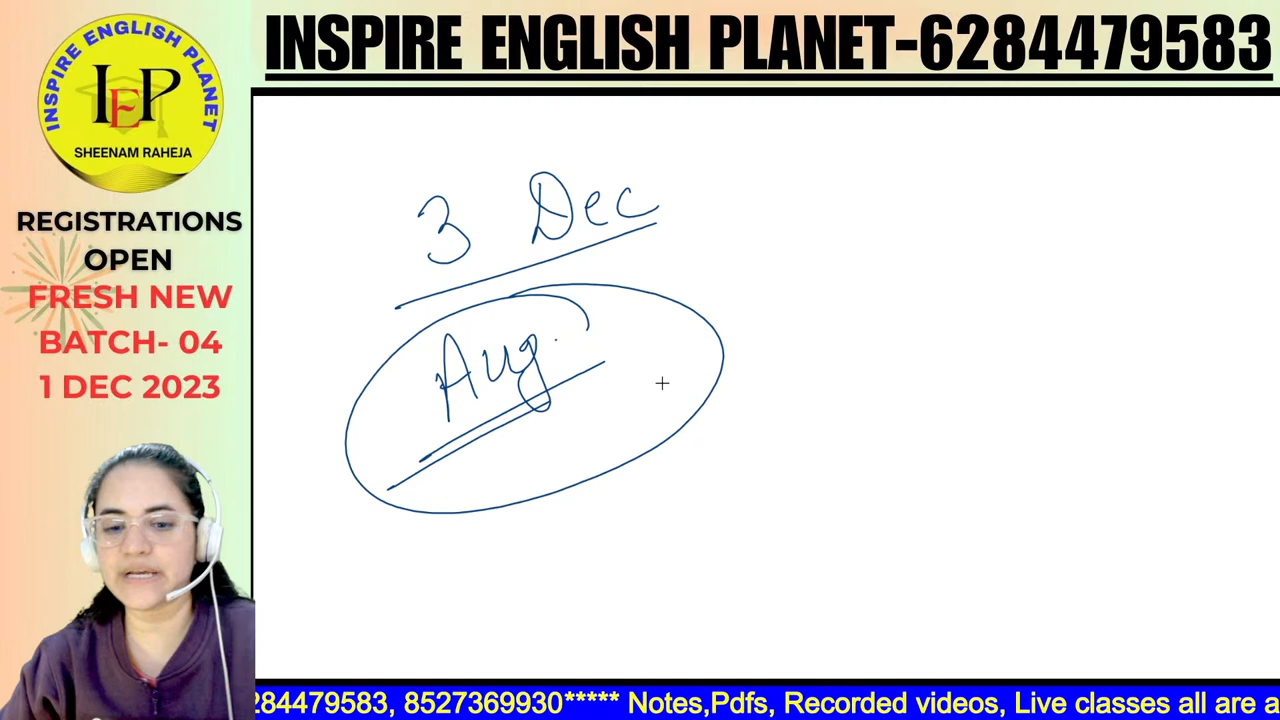 INSPIRE ENGLISH PLANET-6284479583
INSPIRE ENGLISH PLANET
IEP
SHEENAM RAHEJA
REGISTRATIONS
OPEN
FRESH NEW
BATCH- 04
1 DEC 2023
3 Dec
Aug.
284479583, 8527369930***** Notes,Pdfs, Recorded videos, Live classes all are a